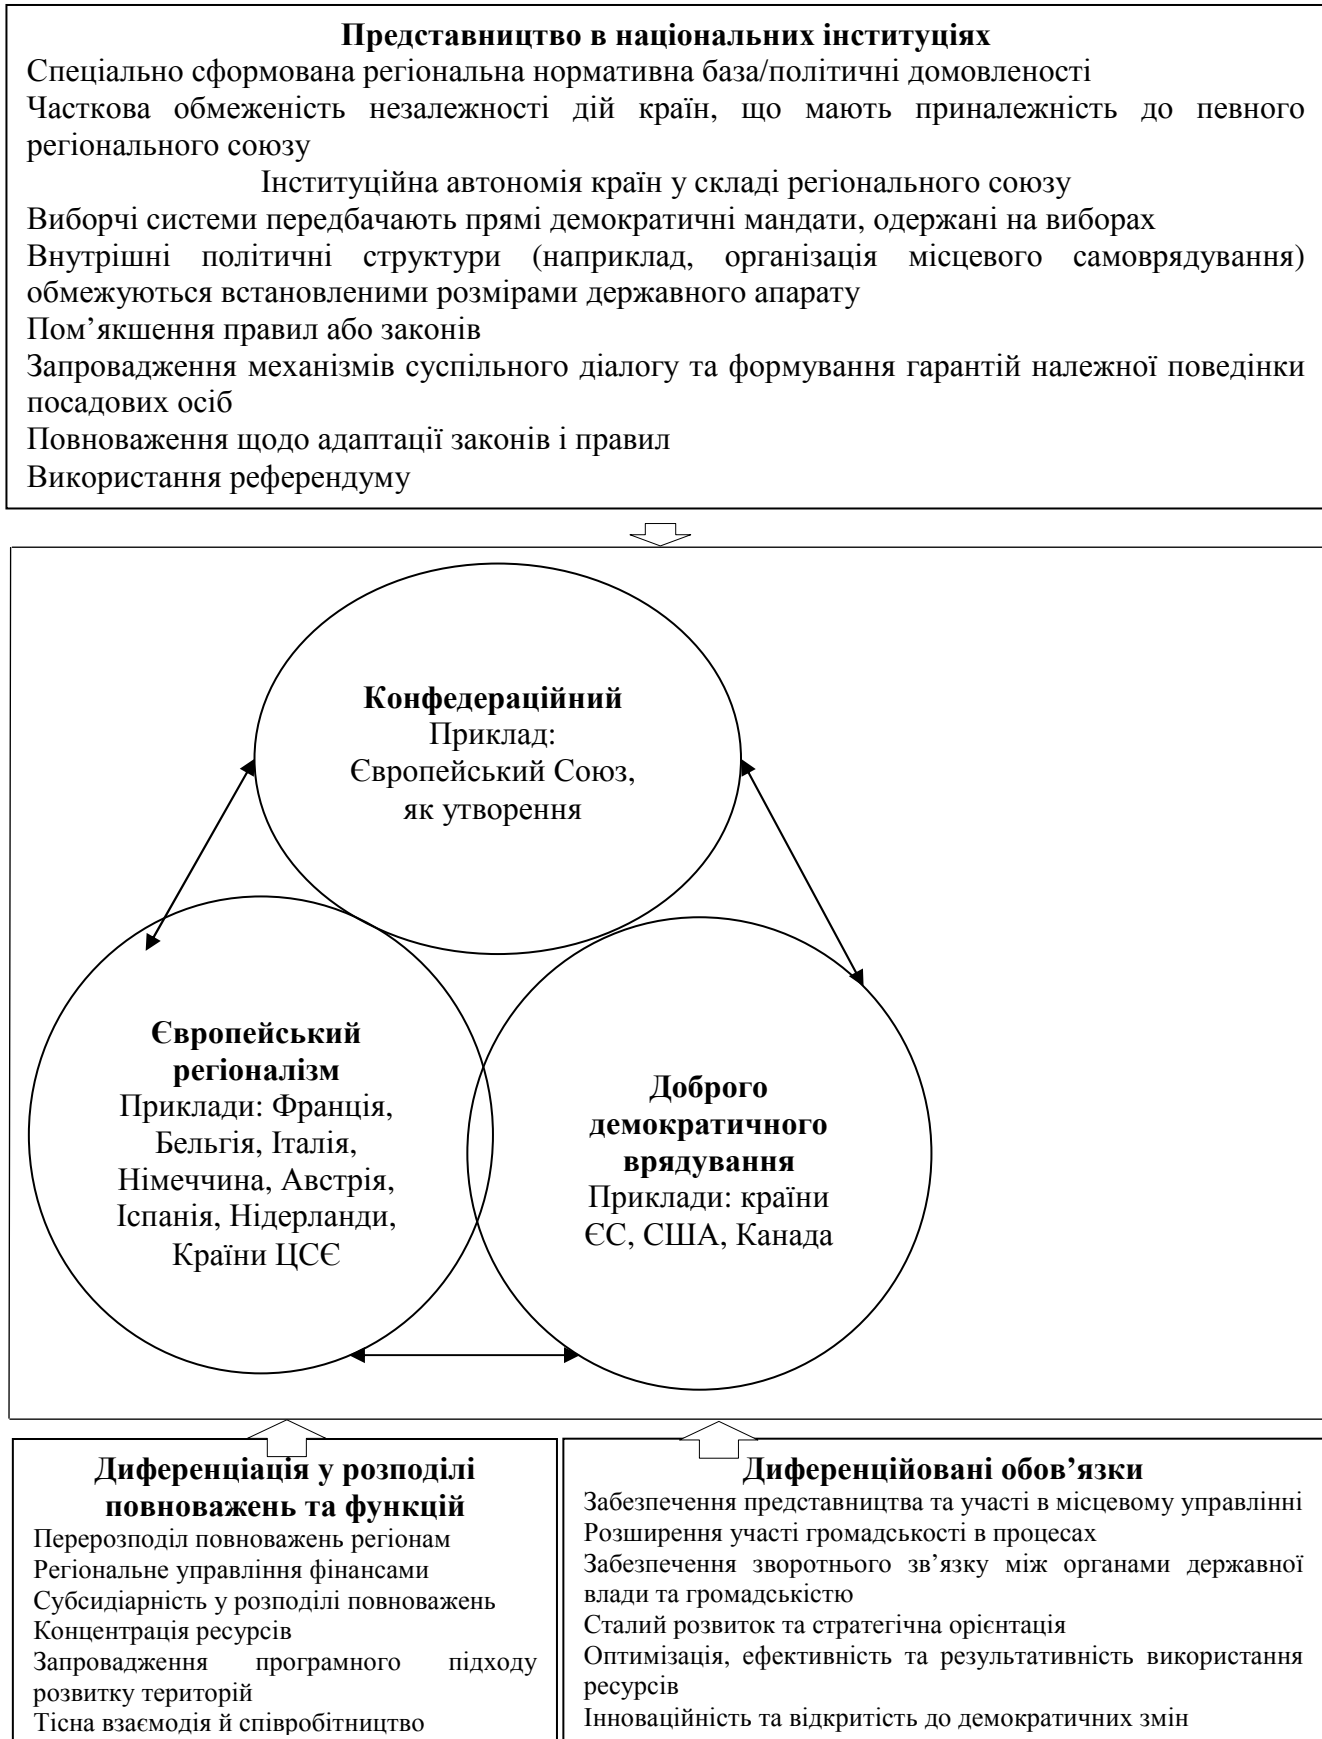 Представництво в національних інституціях
Спеціально сформована регіональна нормативна база/політичні домовленості
Часткова обмеженість незалежності дій країн, що мають приналежність до певного
регіонального союзу
Інституційна автономія країн у складі регіонального союзу
Виборчі системи передбачають прямі демократичні мандати, одержані на виборах
Внутрішні політичні структури (наприклад, організація місцевого самоврядування)
обмежуються встановленими розмірами державного апарату
Пом’якшення правил або законів
Запровадження механізмів суспільного діалогу та формування гарантій належної поведінки
посадових осіб
Повноваження щодо адаптації законів і правил
Використання референдуму
Конфедераційний
Приклад:
Європейський Союз,
як утворення
Європейський
регіоналізм
Приклади: Франція,
Бельгія, Італія,
Німеччина, Австрія,
Іспанія, Нідерланди,
Країни ЦСЄ
Доброго
демократичного
врядування
Приклади: країни
ЄС, США, Канада
Диференціація у розподілі
повноважень та функцій
Перерозподіл повноважень регіонам
Регіональне управління фінансами
Субсидіарність у розподілі повноважень
Концентрація ресурсів
Запровадження програмного підходу
розвитку територій
Тісна взаємодія й співробітництво
Диференційовані обов’язки
Забезпечення представництва та участі в місцевому управлінні
Розширення участі громадськості в процесах
Забезпечення зворотнього зв’язку між органами державної
влади та громадськістю
Сталий розвиток та стратегічна орієнтація
Оптимізація, ефективність та результативність використання
ресурсів
Інноваційність та відкритість до демократичних змін